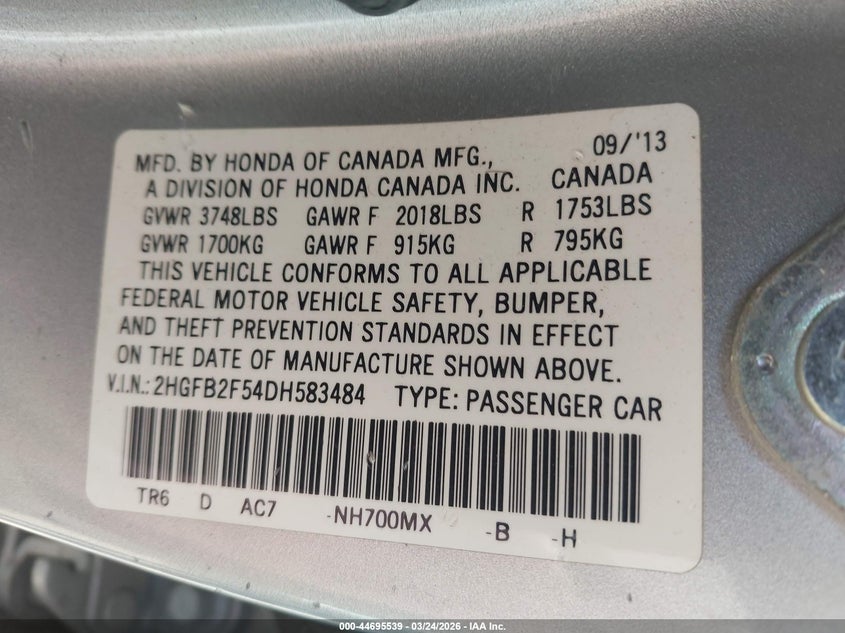 MFD. BY HONDA OF CANADA MFG., 09/'13
A DIVISION OF HONDA CANADA INC. CANADA
GVWR 3748LBS GAWR F 2018LBS R 1753LBS
GVWR 1700KG GAWR F 915KG R 795KG
THIS VEHICLE CONFORMS TO ALL APPLICABLE
FEDERAL MOTOR VEHICLE SAFETY, BUMPER,
AND THEFT PREVENTION STANDARDS IN EFFECT
ON THE DATE OF MANUFACTURE SHOWN ABOVE.
V.I.N.: 2HGFB2F54DH583484 TYPE: PASSENGER CAR
TR6 D AC7 -NH700MX -B -H
000-44695539 - 03/24/2026 - IAA Inc.